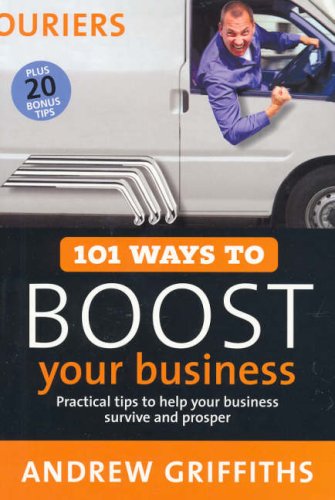 OURIERS
PLUS
20
BONUS
TIPS
101 WAYS TO
BOOST
your business
Practical tips to help your business
survive and prosper
ANDREW GRIFFITHS